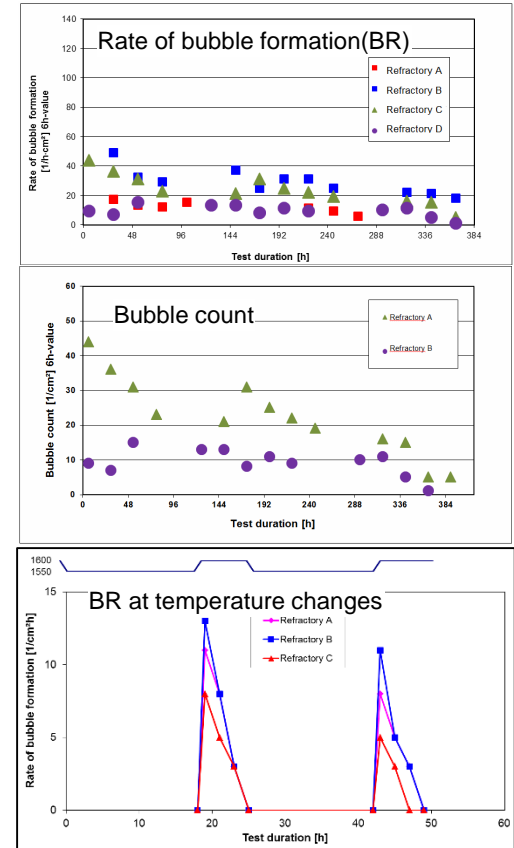 Rate of bubble formation(BR)
140
120
100
80
60
40
20
0
Rate of bubble formation
[1/h·cm²] 6h-value
Refractory A
Refractory B
Refractory C
Refractory D
0 48 96 144 192 240 288 336 384
Test duration [h]
Bubble count
60
50
40
30
20
10
0
Bubble count [1/cm²] 6h-value
Refractory A
Refractory B
0 48 96 144 192 240 288 336 384
Test duration [h]
1600
1550
BR at temperature changes
15
10
5
0
Rate of bubble formation [1/cm²h]
Refractory A
Refractory B
Refractory C
0 10 20 30 40 50 60
Test duration [h]